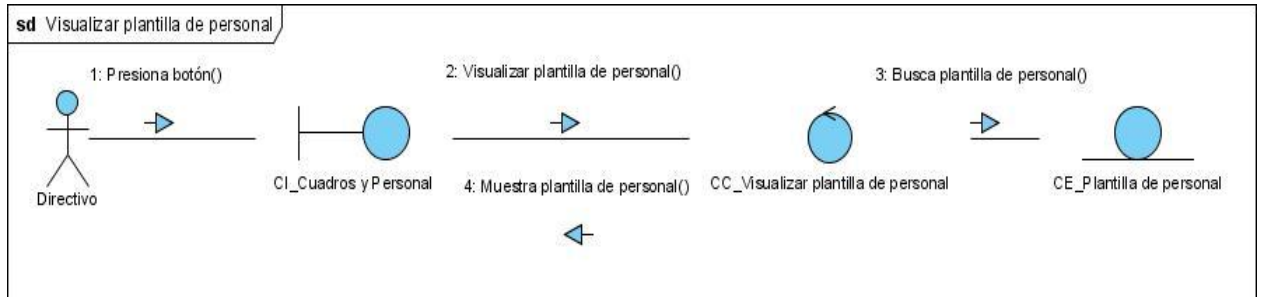 sd Visualizar plantilla de personal
1: Presiona botón()
2: Visualizar plantilla de personal()
3: Busca plantilla de personal()
Directivo
CI_Cuadros y Personal
4: Muestra plantilla de personal()
CC_Visualizar plantilla de personal
CE_Plantilla de personal